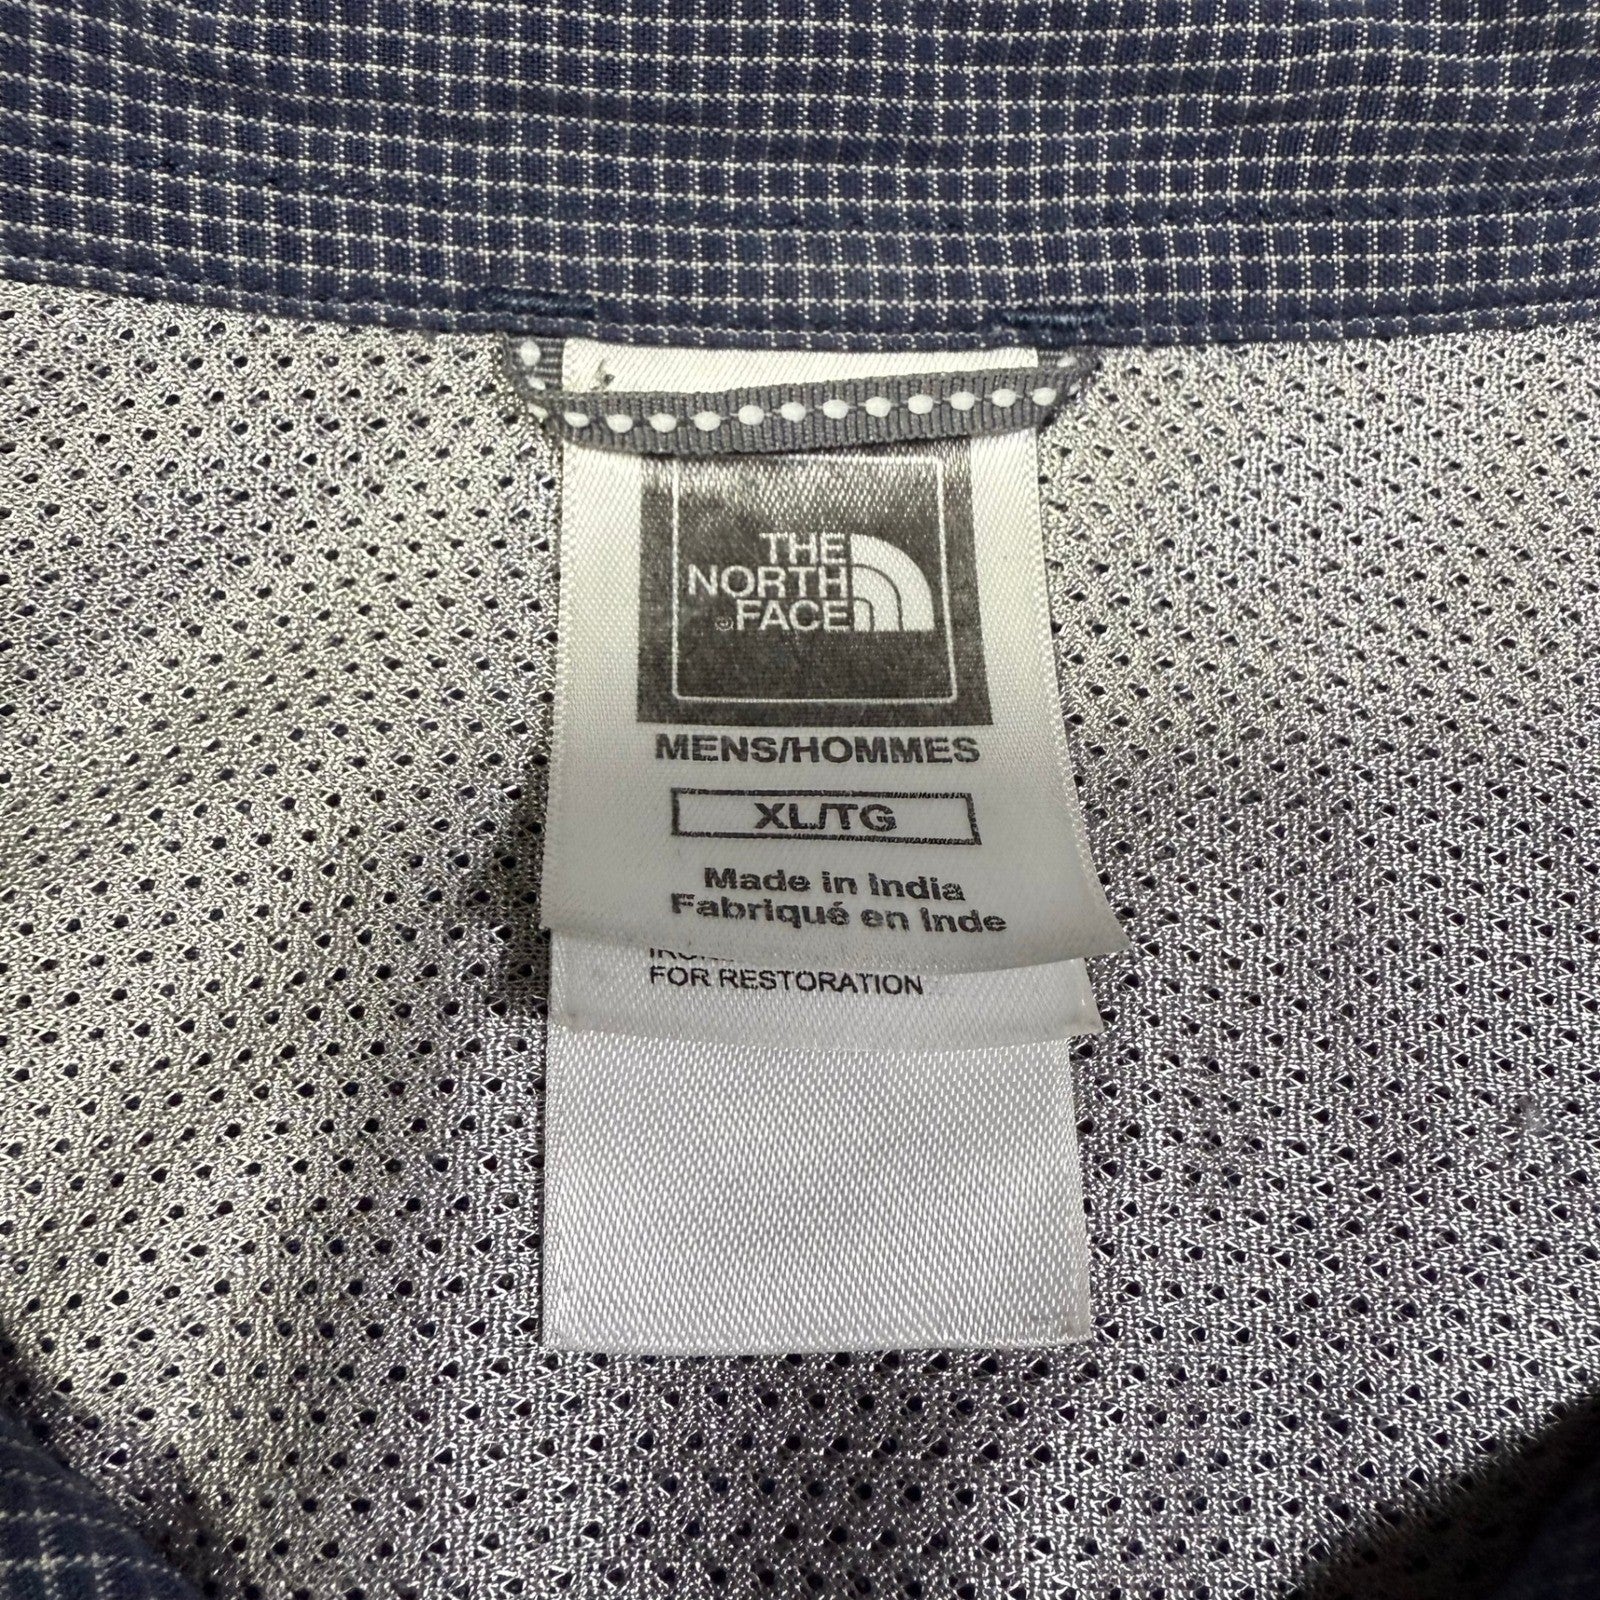 THE
NORTH
FACE
MENS/HOMMES
XL/TG
Made in India
Fabriqué en Inde
FOR RESTORATION